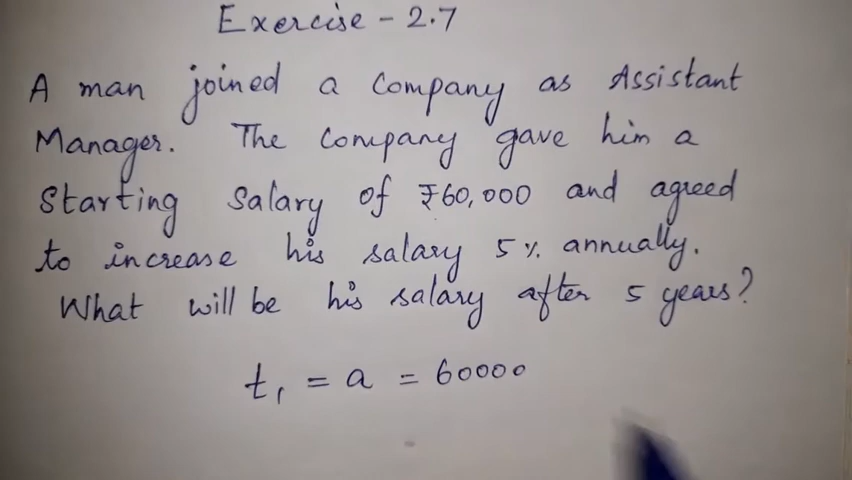 Exercise - 2.7
A man joined a Company as Assistant
Manager. The Company gave him a
Starting Salary of ₹60,000 and agreed
to increase his salary 5% annually.
What will be his salary after 5 years?
t₁ = a = 60000